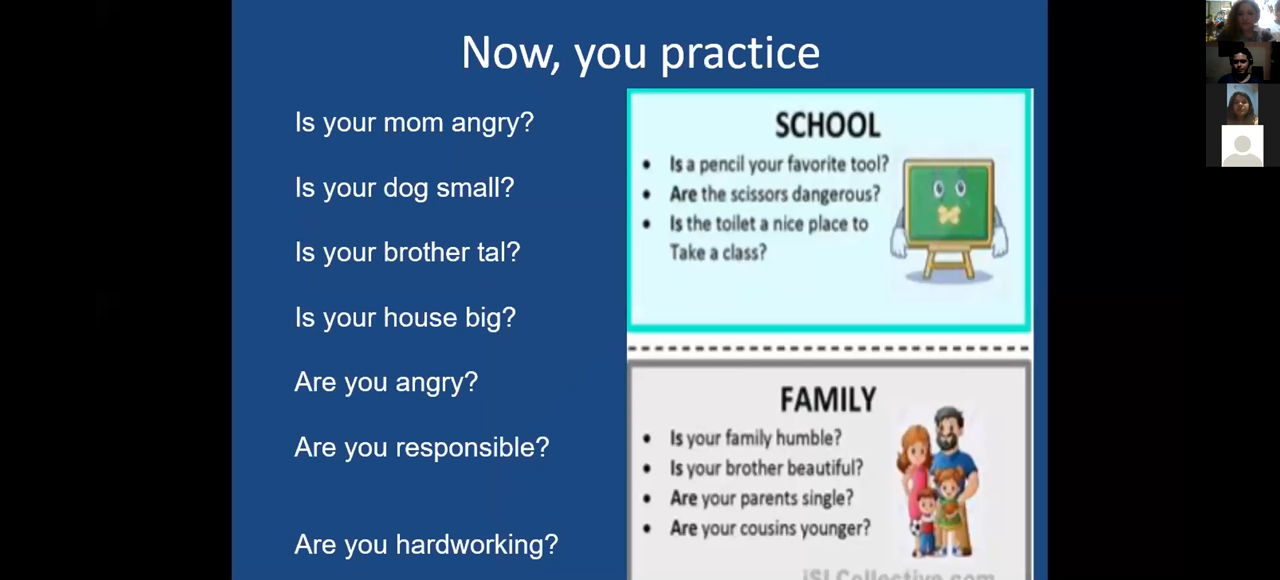 Now, you practice
Is your mom angry?
Is your dog small?
Is your brother tal?
Is your house big?
Are you angry?
Are you responsible?
Are you hardworking?
SCHOOL
• Is a pencil your favorite tool?
• Are the scissors dangerous?
• Is the toilet a nice place to
Take a class?
FAMILY
• Is your family humble?
• Is your brother beautiful?
• Are your parents single?
• Are your cousins younger?
iSLCollective.com